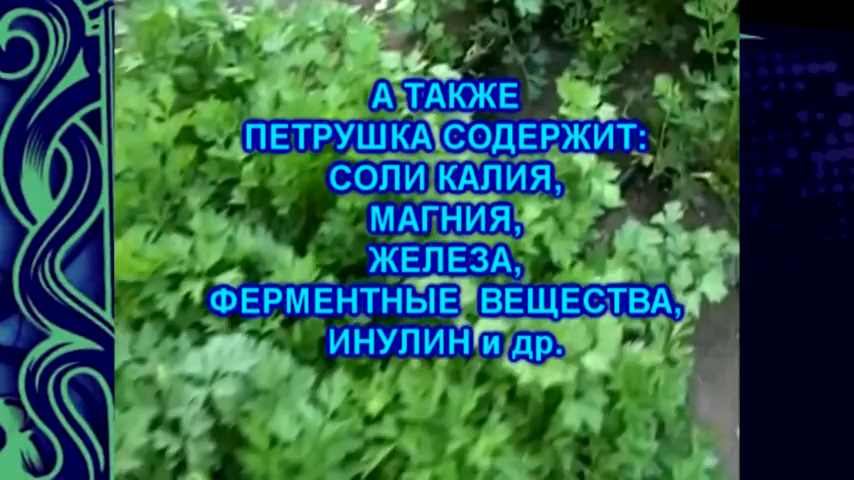 А ТАКЖЕ
ПЕТРУШКА СОДЕРЖИТ:
СОЛИ КАЛИЯ,
МАГНИЯ,
ЖЕЛЕЗА,
ФЕРМЕНТНЫЕ ВЕЩЕСТВА,
ИНУЛИН и др.